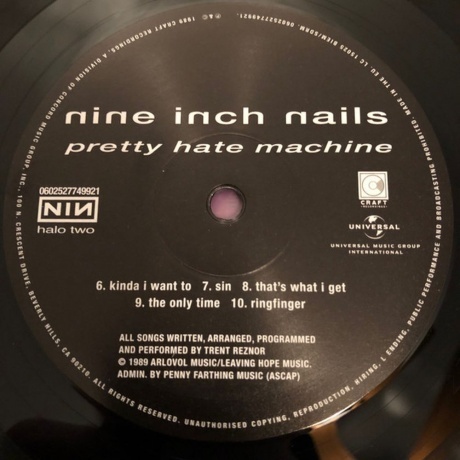 nine inch nails
pretty hate machine
0602527749921
NIN
halo two
CRAFT
RECORDINGS
UNIVERSAL
UNIVERSAL MUSIC GROUP
INTERNATIONAL
6. kinda i want to 7. sin 8. that's what i get
9. the only time 10. ringfinger
ALL SONGS WRITTEN, ARRANGED, PROGRAMMED
AND PERFORMED BY TRENT REZNOR
© 1989 ARLOVOL MUSIC/LEAVING HOPE MUSIC.
ADMIN. BY PENNY FARTHING MUSIC (ASCAP)
℗&© 1989 CRAFT RECORDINGS, A DIVISION OF CONCORD MUSIC GROUP, INC., 100 N. CRESCENT DRIVE, BEVERLY HILLS, CA 90210. ALL RIGHTS RESERVED. UNAUTHORISED COPYING, REPRODUCTION, HIRING, LENDING, PUBLIC PERFORMANCE AND BROADCASTING PROHIBITED. MADE IN THE EU. LC 15025 BIEM/SDRM. 0602527749921